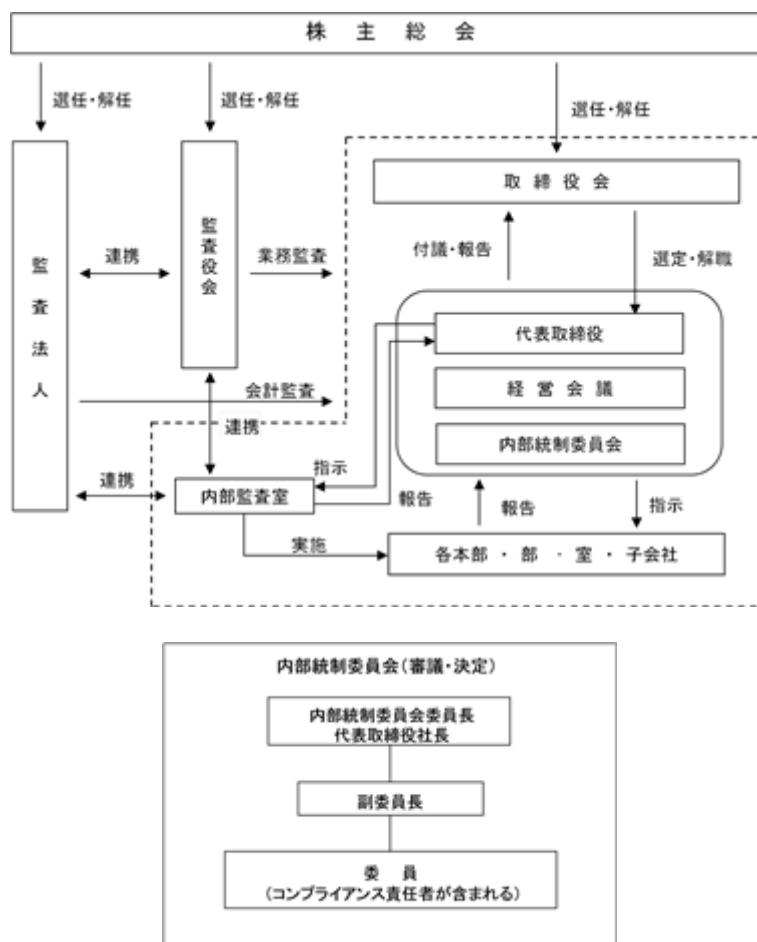 株主総会
選任・解任
選任・解任
選任・解任
監査法人
監査役会
取締役会
連携
業務監査
付議・報告
選定・解職
代表取締役
経営会議
内部統制委員会
会計監査
連携
連携
指示
内部監査室
報告
報告
指示
実施
各本部・部・室・子会社
内部統制委員会(審議・決定)
内部統制委員会委員長
代表取締役社長
副委員長
委員
(コンプライアンス責任者が含まれる)